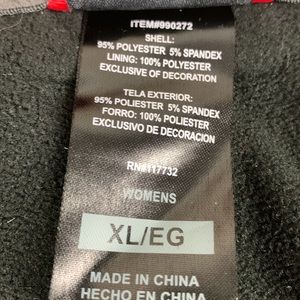 ITEM#990272
SHELL:
95% POLYESTER 5% SPANDEX
LINING: 100% POLYESTER
EXCLUSIVE OF DECORATION
TELA EXTERIOR:
95% POLIESTER 5% SPANDEX
FORRO: 100% POLIESTER
EXCLUSIVO DE DECORACION
RN#117732
WOMENS
XL/EG
MADE IN CHINA
HECHO EN CHINA